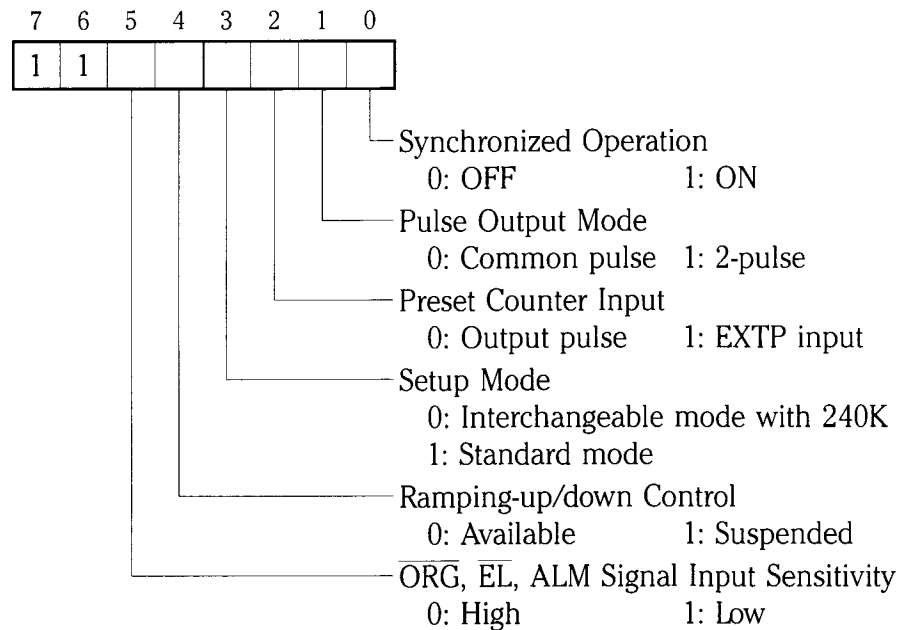 7 6 5 4 3 2 1 0
1 1
Synchronized Operation
0: OFF 1: ON
Pulse Output Mode
0: Common pulse 1: 2-pulse
Preset Counter Input
0: Output pulse 1: EXTP input
Setup Mode
0: Interchangeable mode with 240K
1: Standard mode
Ramping-up/down Control
0: Available 1: Suspended
O̅R̅G̅, E̅L̅, ALM Signal Input Sensitivity
0: High 1: Low